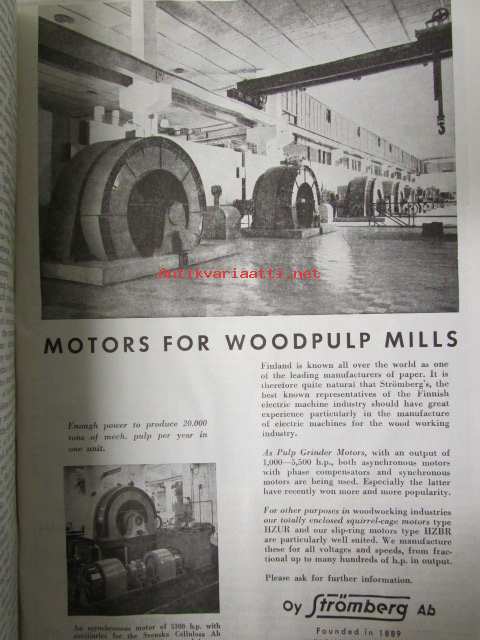 Antikvariaatti.net
MOTORS FOR WOODPULP MILLS
Finland is known all over the world as one
of the leading manufacturers of paper. It is
therefore quite natural that Strömberg's, the
best known representatives of the Finnish
electric machine industry should have great
experience particularly in the manufacture
of electric machines for the wood working
industry.
Enough power to produce 20.000
tons of mech. pulp per year in
one unit.
As Pulp Grinder Motors, with an output of
1,000—5,500 h.p., both asynchronous motors
with phase compensators and synchronous
motors are being used. Especially the latter
have recently won more and more popularity.
For other purposes in woodworking industries
our totally enclosed squirrel-cage motors type
HZUR and our slip-ring motors type HZBR
are particularly well suited. We manufacture
these for all voltages and speeds, from frac-
tional up to many hundreds of h.p. in output.
Please ask for further information.
An asynchronous motor of 5500 h.p. with
auxiliaries for the Svenska Cellulosa Ab
Oy Strömberg Ab
Founded in 1889